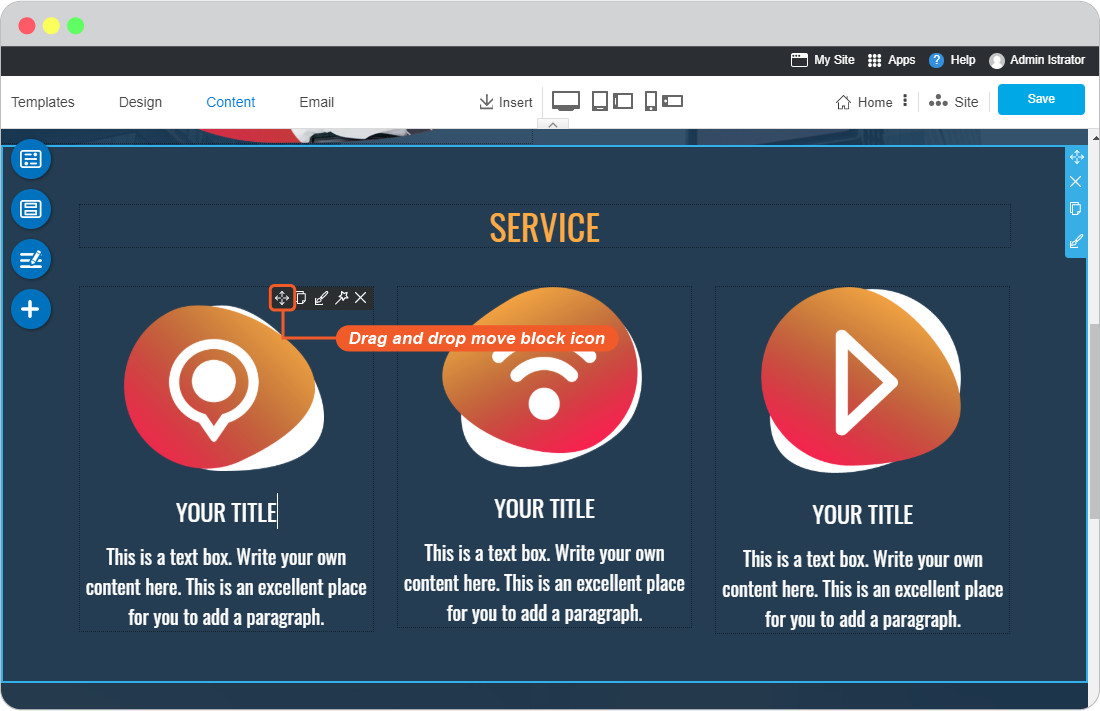 My Site Apps ? Help Admin Istrator
Templates Design Content Email Insert Home Site Save
SERVICE
Drag and drop move block icon
YOUR TITLE
This is a text box. Write your own
content here. This is an excellent place
for you to add a paragraph.
YOUR TITLE
This is a text box. Write your own
content here. This is an excellent place
for you to add a paragraph.
YOUR TITLE
This is a text box. Write your own
content here. This is an excellent place
for you to add a paragraph.